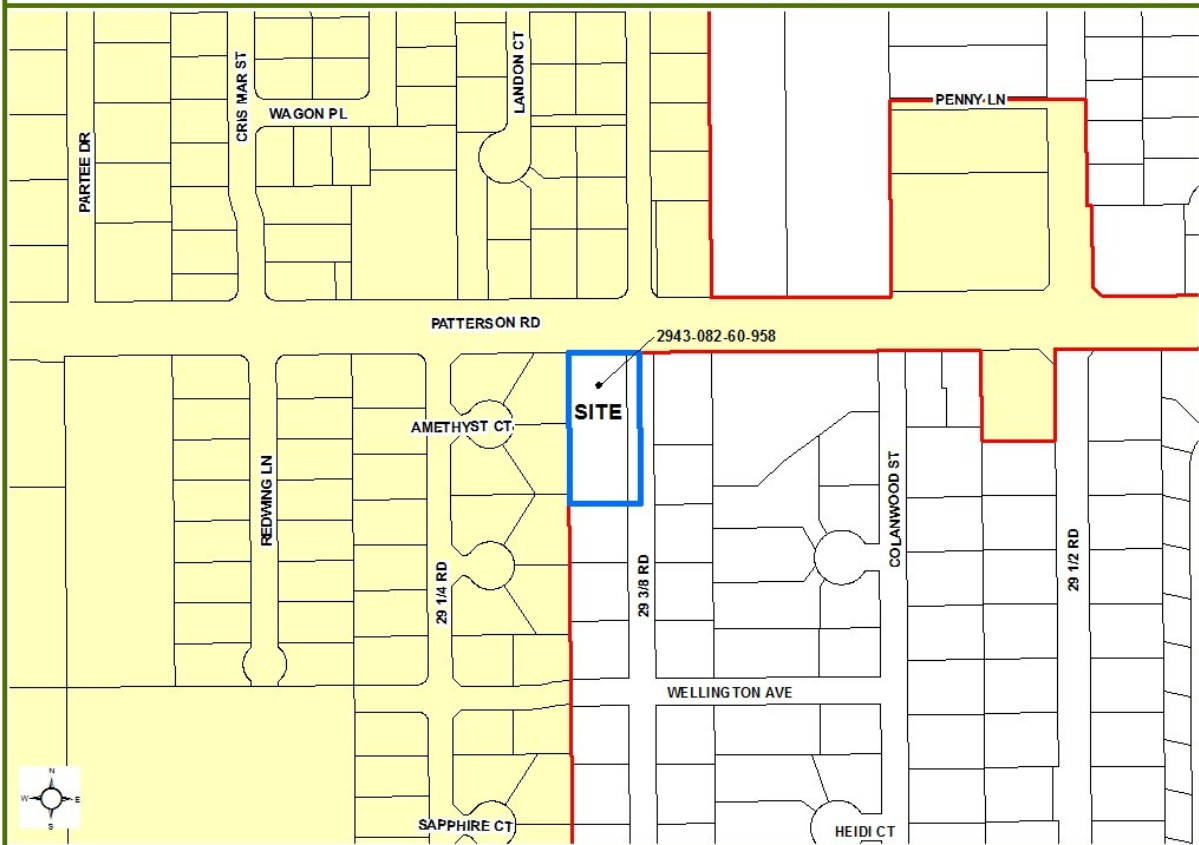 LANDON CT
CRIS MAR ST
WAGON PL
PENNY LN
PARTEE DR
PATTERSON RD
2943-082-60-958
SITE
AMETHYST CT
REDWING LN
COLANWOOD ST
29 1/4 RD
29 3/8 RD
29 1/2 RD
WELLINGTON AVE
N
W
E
S
SAPPHIRE CT
HEIDI CT